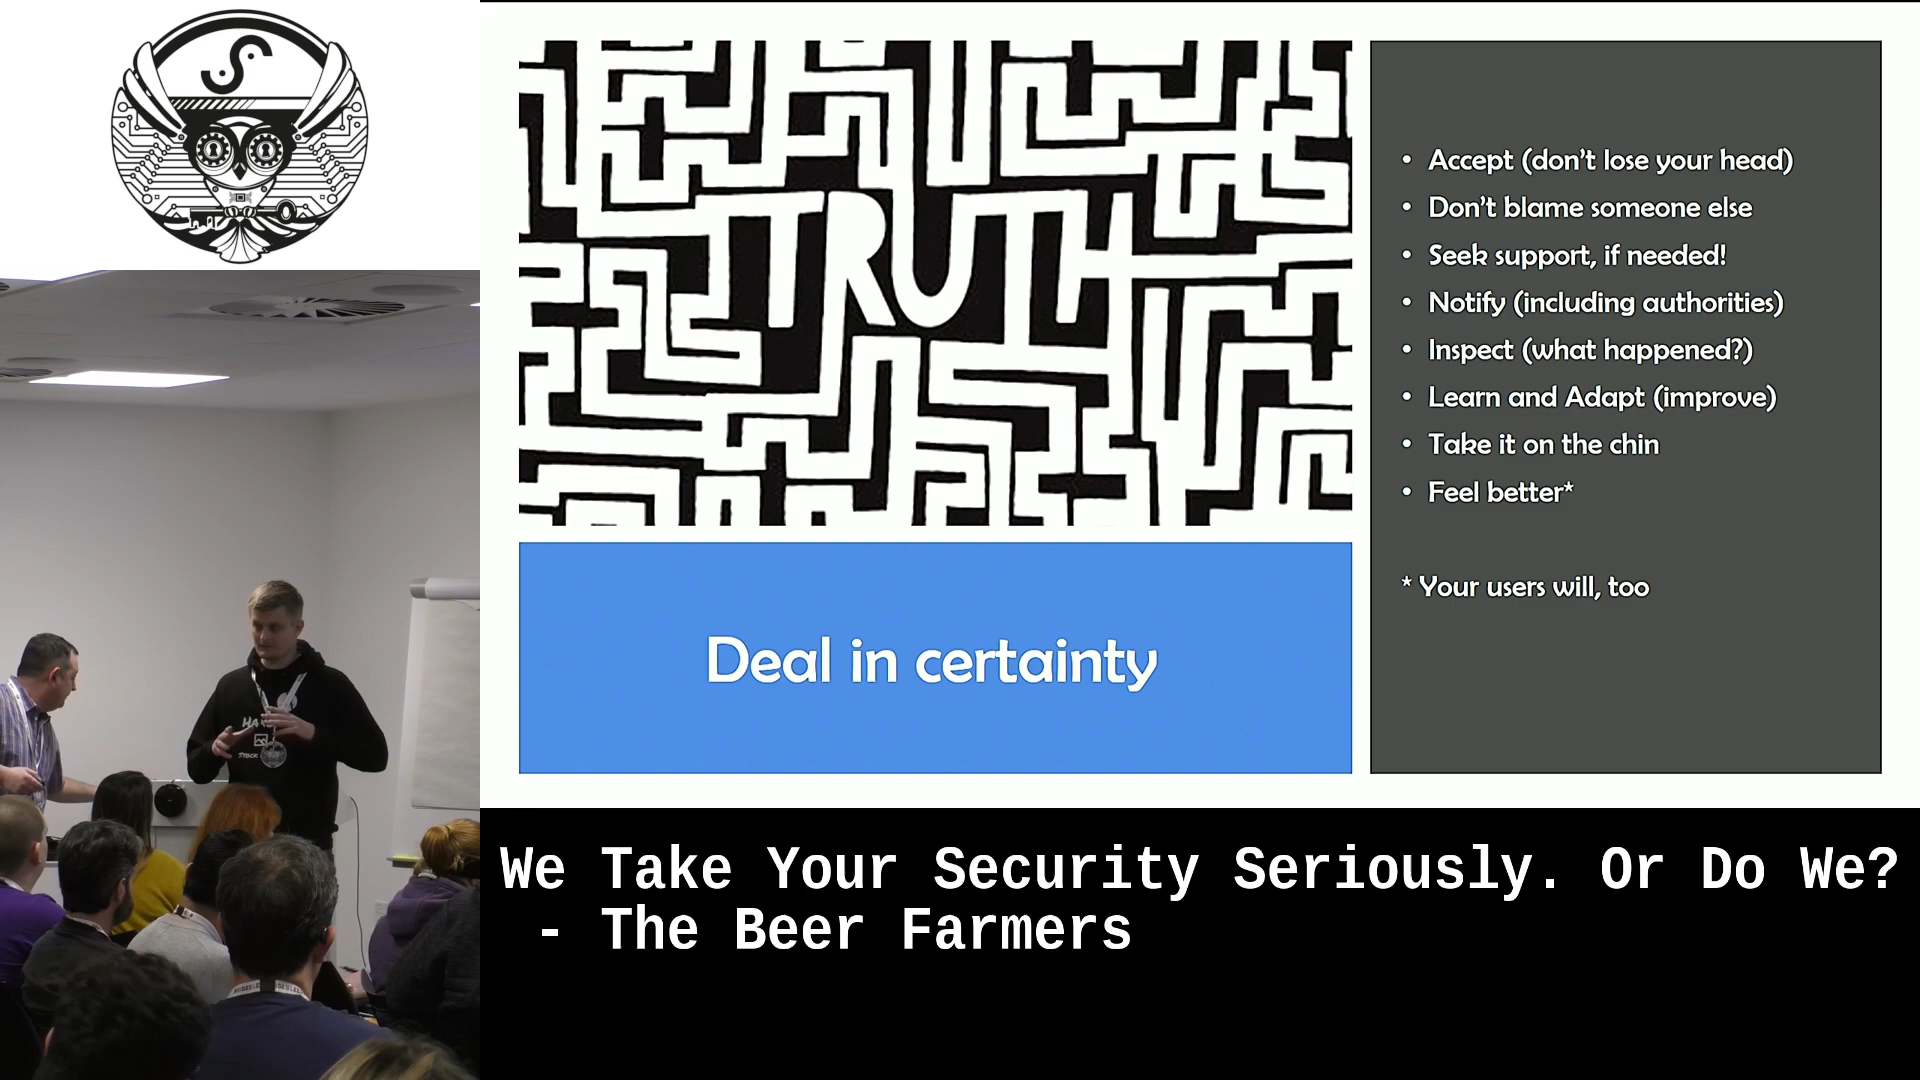 TRUTH
Deal in certainty
• Accept (don’t lose your head)
• Don’t blame someone else
• Seek support, if needed!
• Notify (including authorities)
• Inspect (what happened?)
• Learn and Adapt (improve)
• Take it on the chin
• Feel better*
* Your users will, too
We Take Your Security Seriously. Or Do We?
- The Beer Farmers